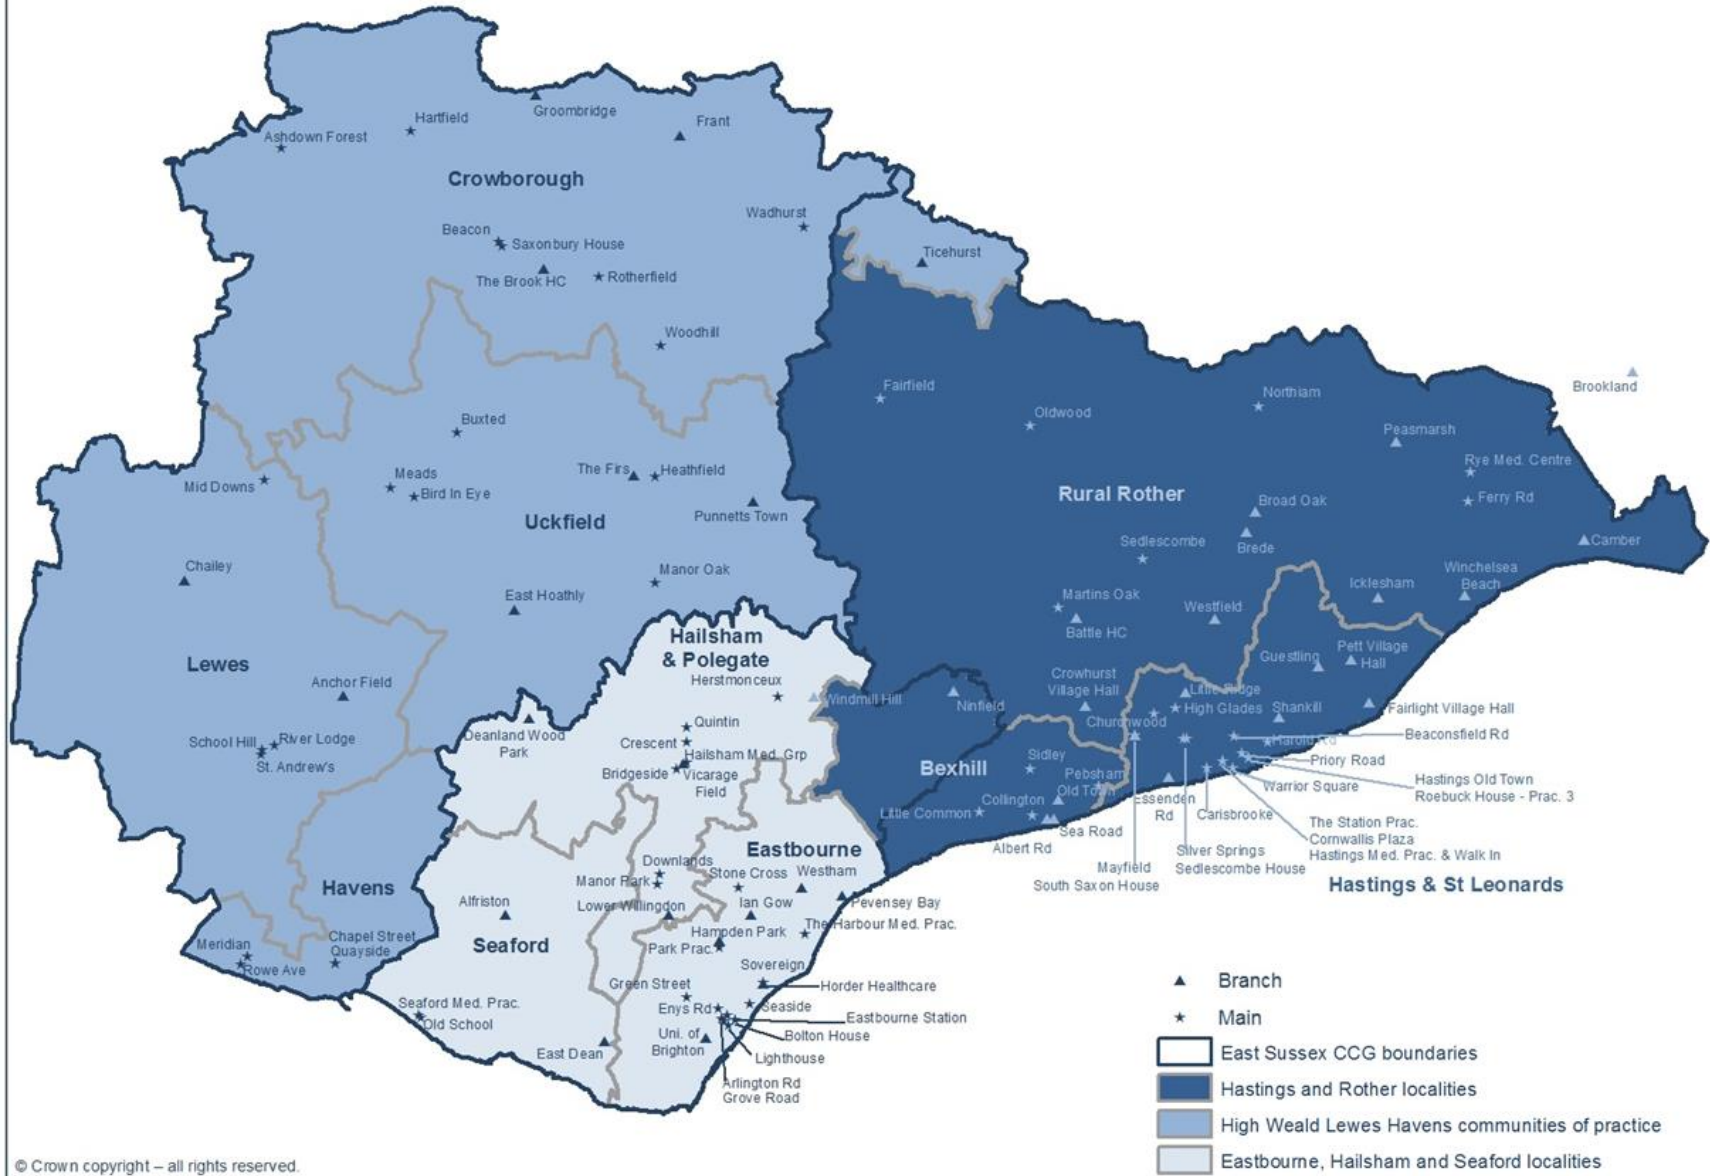 Groombridge
Hartfield
Frant
Ashdown Forest
Crowborough
Wadhurst
Beacon
Saxonbury House
Ticehurst
The Brook HC
Rotherfield
Woodhill
Fairfield
Brookland
Northiam
Oldwood
Buxted
Peasmarsh
Rye Med. Centre
The Firs
Heathfield
Meads
Mid Downs
Bird In Eye
Rural Rother
Ferry Rd
Broad Oak
Punnetts Town
Uckfield
Brede
Camber
Sedlescombe
Chailey
Manor Oak
Winchelsea
Beach
Icklesham
East Hoathly
Martins Oak
Westfield
Battle HC
Hailsham
& Polegate
Pett Village
Hall
Guestling
Lewes
Herstmonceux
Anchor Field
Crowhurst
Village Hall
Little Ridge
Windmill Hill
Ninfield
High Glades
Shankill
Fairlight Village Hall
Quintin
Churchwood
Deanland Wood
Park
Beaconsfield Rd
School Hill
River Lodge
Crescent
Harold Rd
Hailsham Med. Grp
St. Andrew's
Sidley
Priory Road
Bexhill
Bridgeside
Vicarage
Field
Pebsham
Old Town
Hastings Old Town
Roebuck House - Prac. 3
Warrior Square
Collington
Essenden
Rd
Little Common
Carisbrooke
The Station Prac.
Cornwallis Plaza
Hastings Med. Prac. & Walk In
Sea Road
Albert Rd
Eastbourne
Silver Springs
Sedlescombe House
Mayfield
South Saxon House
Downlands
Stone Cross
Westham
Manor Park
Hastings & St Leonards
Havens
Alfriston
Lower Willingdon
Ian Gow
Pevensey Bay
The Harbour Med. Prac.
Hampden Park
Chapel Street
Quayside
Meridian
Seaford
Park Prac.
Rowe Ave
Sovereign
Green Street
Horder Healthcare
Seaford Med. Prac.
Old School
Enys Rd
Seaside
Eastbourne Station
Uni. of
Brighton
Bolton House
East Dean
Lighthouse
Arlington Rd
Grove Road
Branch
Main
East Sussex CCG boundaries
Hastings and Rother localities
High Weald Lewes Havens communities of practice
Eastbourne, Hailsham and Seaford localities
© Crown copyright – all rights reserved.